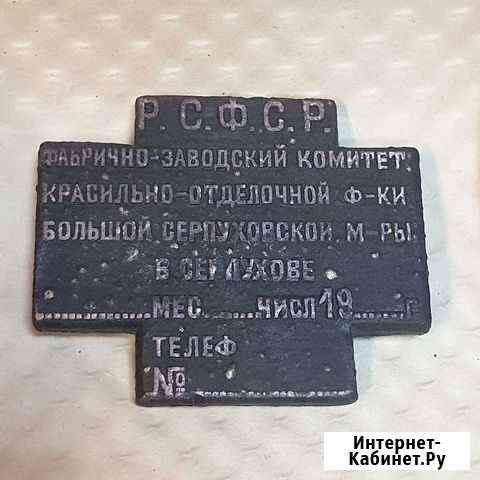 Р.С.Ф.С.Р.
ФАБРИЧНО-ЗАВОДСКИЙ КОМИТЕТ
КРАСИЛЬНО-ОТДЕЛОЧНОЙ Ф-КИ
БОЛЬШОЙ СЕРПУХОВСКОЙ М-РЫ
В СЕРПУХОВЕ
МЕС. ЧИСЛ 19 г
ТЕЛЕФ
№
Интернет-
Кабинет.Ру